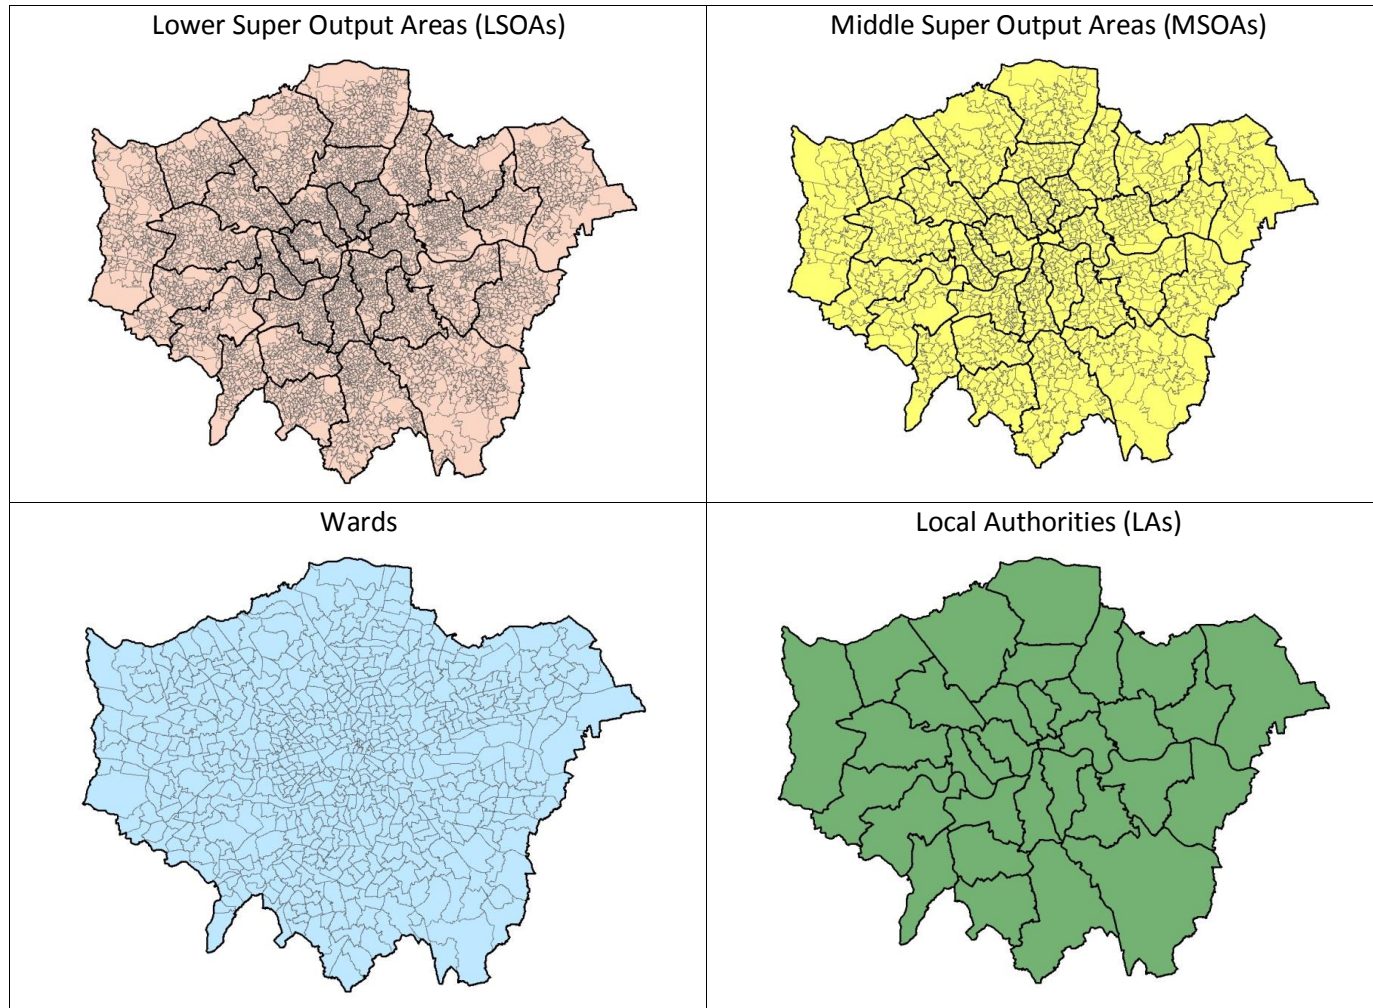 Lower Super Output Areas (LSOAs)
Middle Super Output Areas (MSOAs)
Wards
Local Authorities (LAs)